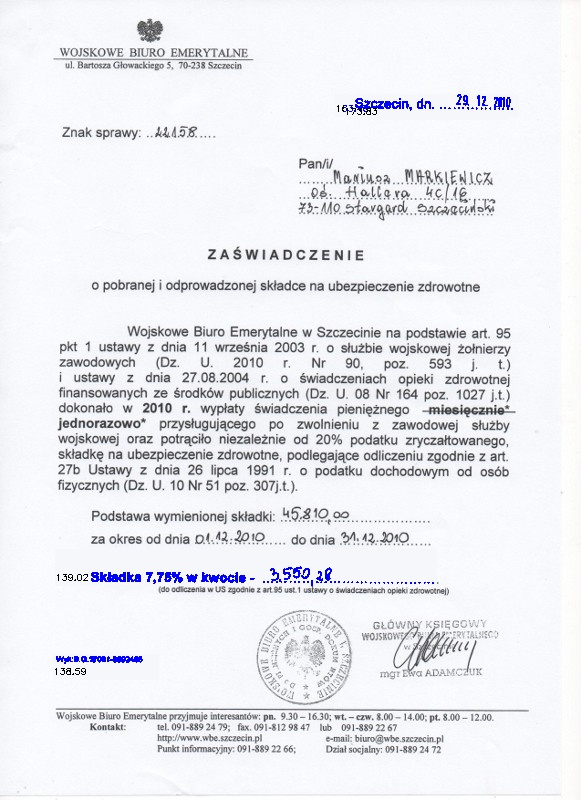 WOJSKOWE BIURO EMERYTALNE
ul. Bartosza Głowackiego 5, 70-238 Szczecin
Szczecin, dn. 29.12.2010
173.83
Znak sprawy: 22158
Pan/i/
Mariusz MARKIEWICZ
Oś. Hallera 4c/16
73-110 Stargard Szczeciński
ZAŚWIADCZENIE
o pobranej i odprowadzonej składce na ubezpieczenie zdrowotne
Wojskowe Biuro Emerytalne w Szczecinie na podstawie art. 95
pkt 1 ustawy z dnia 11 września 2003 r. o służbie wojskowej żołnierzy
zawodowych (Dz. U. 2010 r. Nr 90, poz. 593 j. t.)
i ustawy z dnia 27.08.2004 r. o świadczeniach opieki zdrowotnej
finansowanych ze środków publicznych (Dz. U. 08 Nr 164 poz. 1027 j.t.)
dokonało w 2010 r. wypłaty świadczenia pieniężnego miesięcznie*
jednorazowo* przysługującego po zwolnieniu z zawodowej służby
wojskowej oraz potrąciło niezależnie od 20% podatku zryczałtowanego,
składkę na ubezpieczenie zdrowotne, podlegające odliczeniu zgodnie z art.
27b Ustawy z dnia 26 lipca 1991 r. o podatku dochodowym od osób
fizycznych (Dz. U. 10 Nr 51 poz. 307j.t.).
Podstawa wymienionej składki: 45.810,00
za okres od dnia 01.12.2010 do dnia 31.12.2010
139.02 Składka 7,75% w kwocie - 3.550,28
(do odliczenia w US zgodnie z art.95 ust.1 ustawy o świadczeniach opieki zdrowotnej)
WOJSKOWE BIURO EMERYTALNE
GŁÓWNY KSIĘGOWY
WOJSKOWEGO BIURA EMERYTALNEGO
w Szczecinie
mgr Ewa ADAMCZUK
138.59
Wojskowe Biuro Emerytalne przyjmuje interesantów: pn. 9.30 – 16.30; wt. – czw. 8.00 – 14.00; pt. 8.00 – 12.00.
Kontakt: tel. 091-889 24 79; fax. 091-812 98 47 lub 091-889 22 67
http://www.wbe.szczecin.pl e-mail: biuro@wbe.szczecin.pl
Punkt informacyjny: 091-889 22 66; Dział socjalny: 091-889 24 72